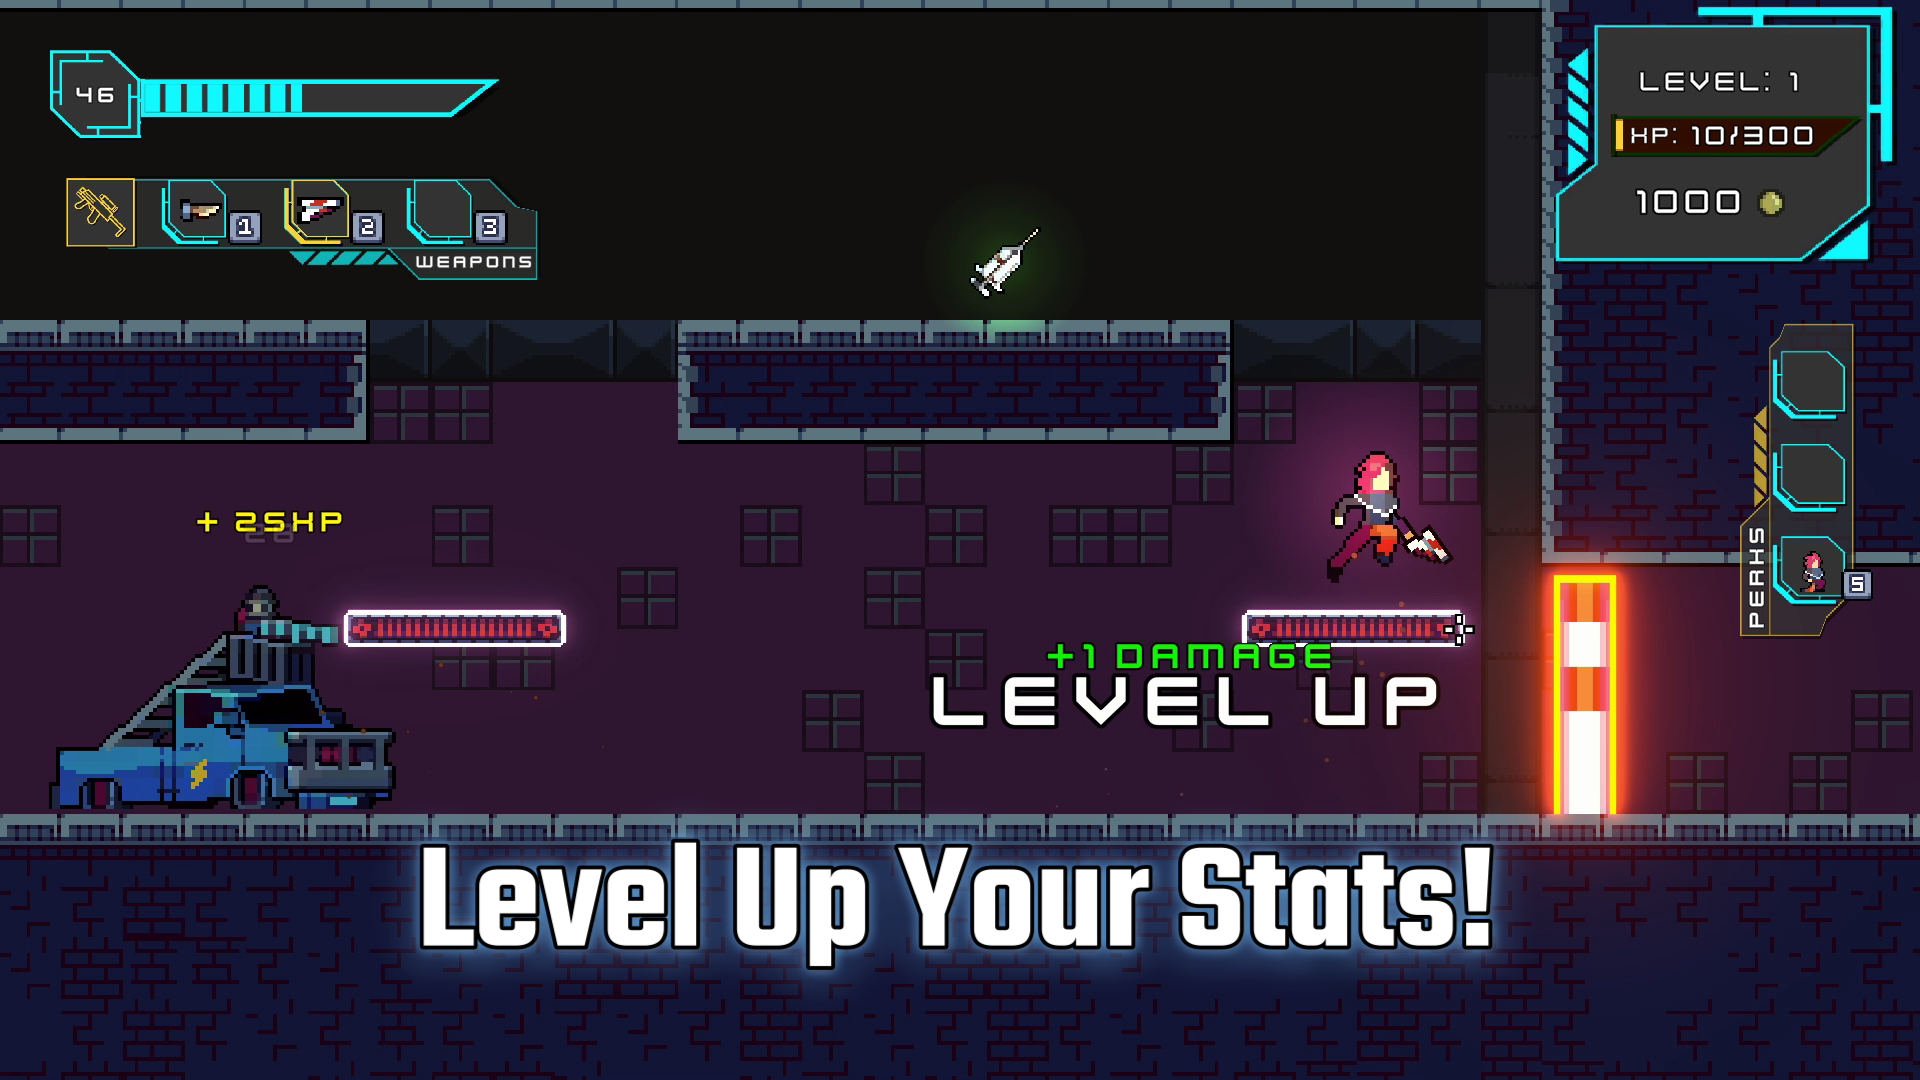 46
LEVEL: 1
HP: 10/300
1000
1
2
3
WEAPONS
+ 25HP
PERKS
5
+1 DAMAGE
LEVEL UP
Level Up Your Stats!